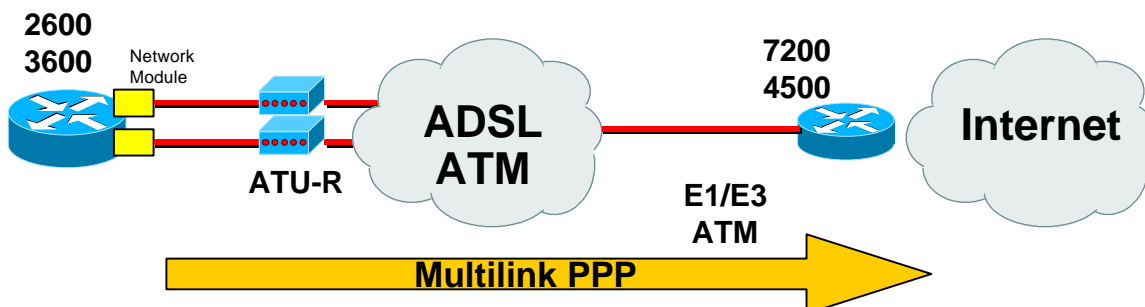 2600
3600
Network
Module
ATU-R
ADSL
ATM
E1/E3
ATM
7200
4500
Internet
Multilink PPP